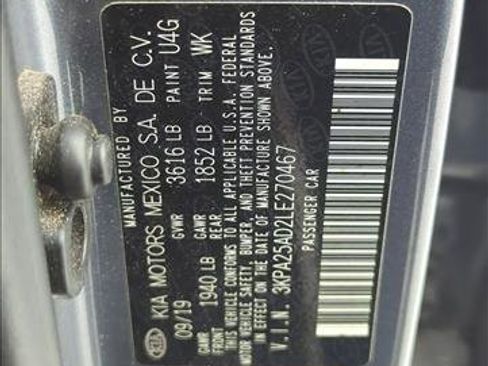 MANUFACTURED BY
KIA MOTORS MEXICO S.A. DE C.V.
09/19 GVWR 3616 LB PAINT U4G
GAWR FRONT 1940 LB GAWR REAR 1852 LB TRIM WK
THIS VEHICLE CONFORMS TO ALL APPLICABLE U.S.A. FEDERAL
MOTOR VEHICLE SAFETY, BUMPER, AND THEFT PREVENTION STANDARDS
IN EFFECT ON THE DATE OF MANUFACTURE SHOWN ABOVE.
V.I.N. 3KPA25AD2LE270467
PASSENGER CAR
KIA